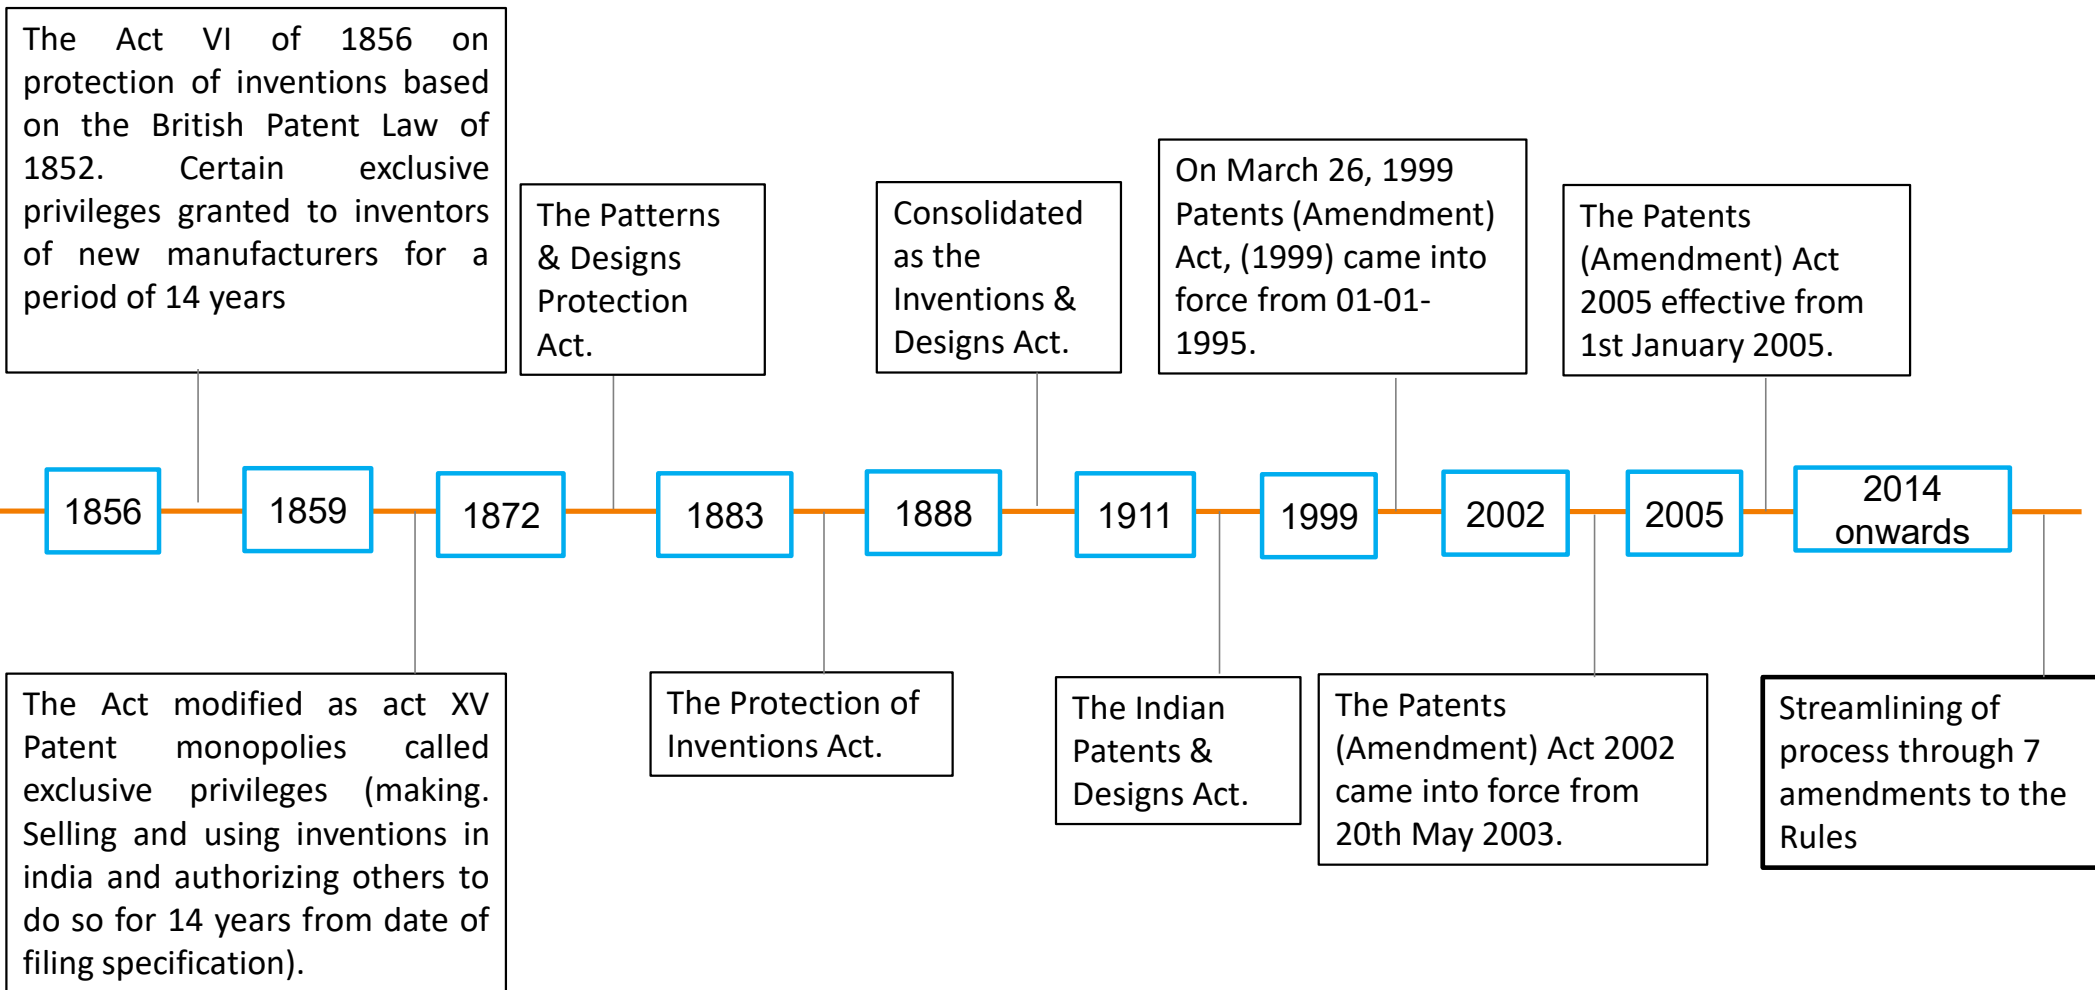 The Act VI of 1856 on
protection of inventions based
on the British Patent Law of
1852. Certain exclusive
privileges granted to inventors
of new manufacturers for a
period of 14 years
The Patterns
& Designs
Protection
Act.
Consolidated
as the
Inventions &
Designs Act.
On March 26, 1999
Patents (Amendment)
Act, (1999) came into
force from 01-01-
1995.
The Patents
(Amendment) Act
2005 effective from
1st January 2005.
1856
1859
1872
1883
1888
1911
1999
2002
2005
2014
onwards
The Act modified as act XV
Patent monopolies called
exclusive privileges (making.
Selling and using inventions in
india and authorizing others to
do so for 14 years from date of
filing specification).
The Protection of
Inventions Act.
The Indian
Patents &
Designs Act.
The Patents
(Amendment) Act 2002
came into force from
20th May 2003.
Streamlining of
process through 7
amendments to the
Rules